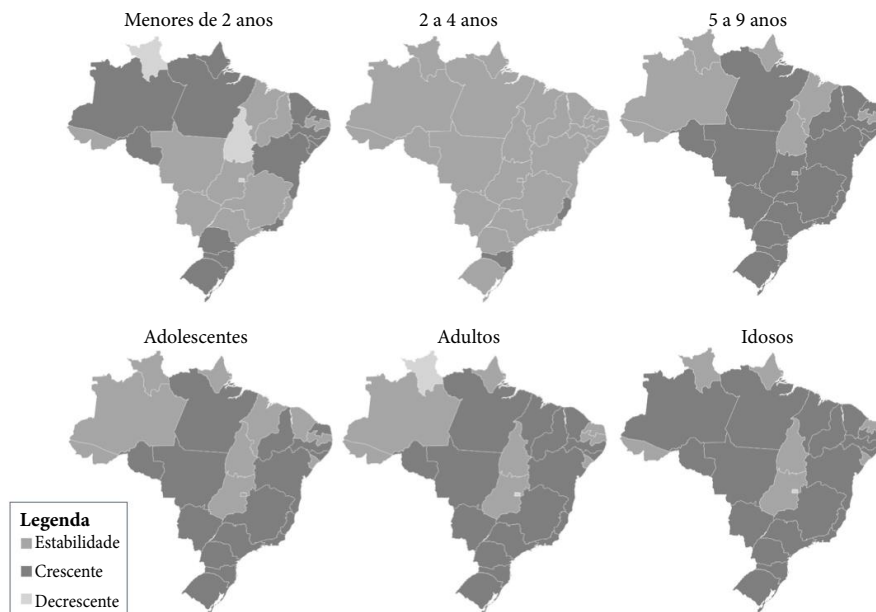 Menores de 2 anos
2 a 4 anos
5 a 9 anos
Adolescentes
Adultos
Idosos
Legenda
Estabilidade
Crescente
Decrescente